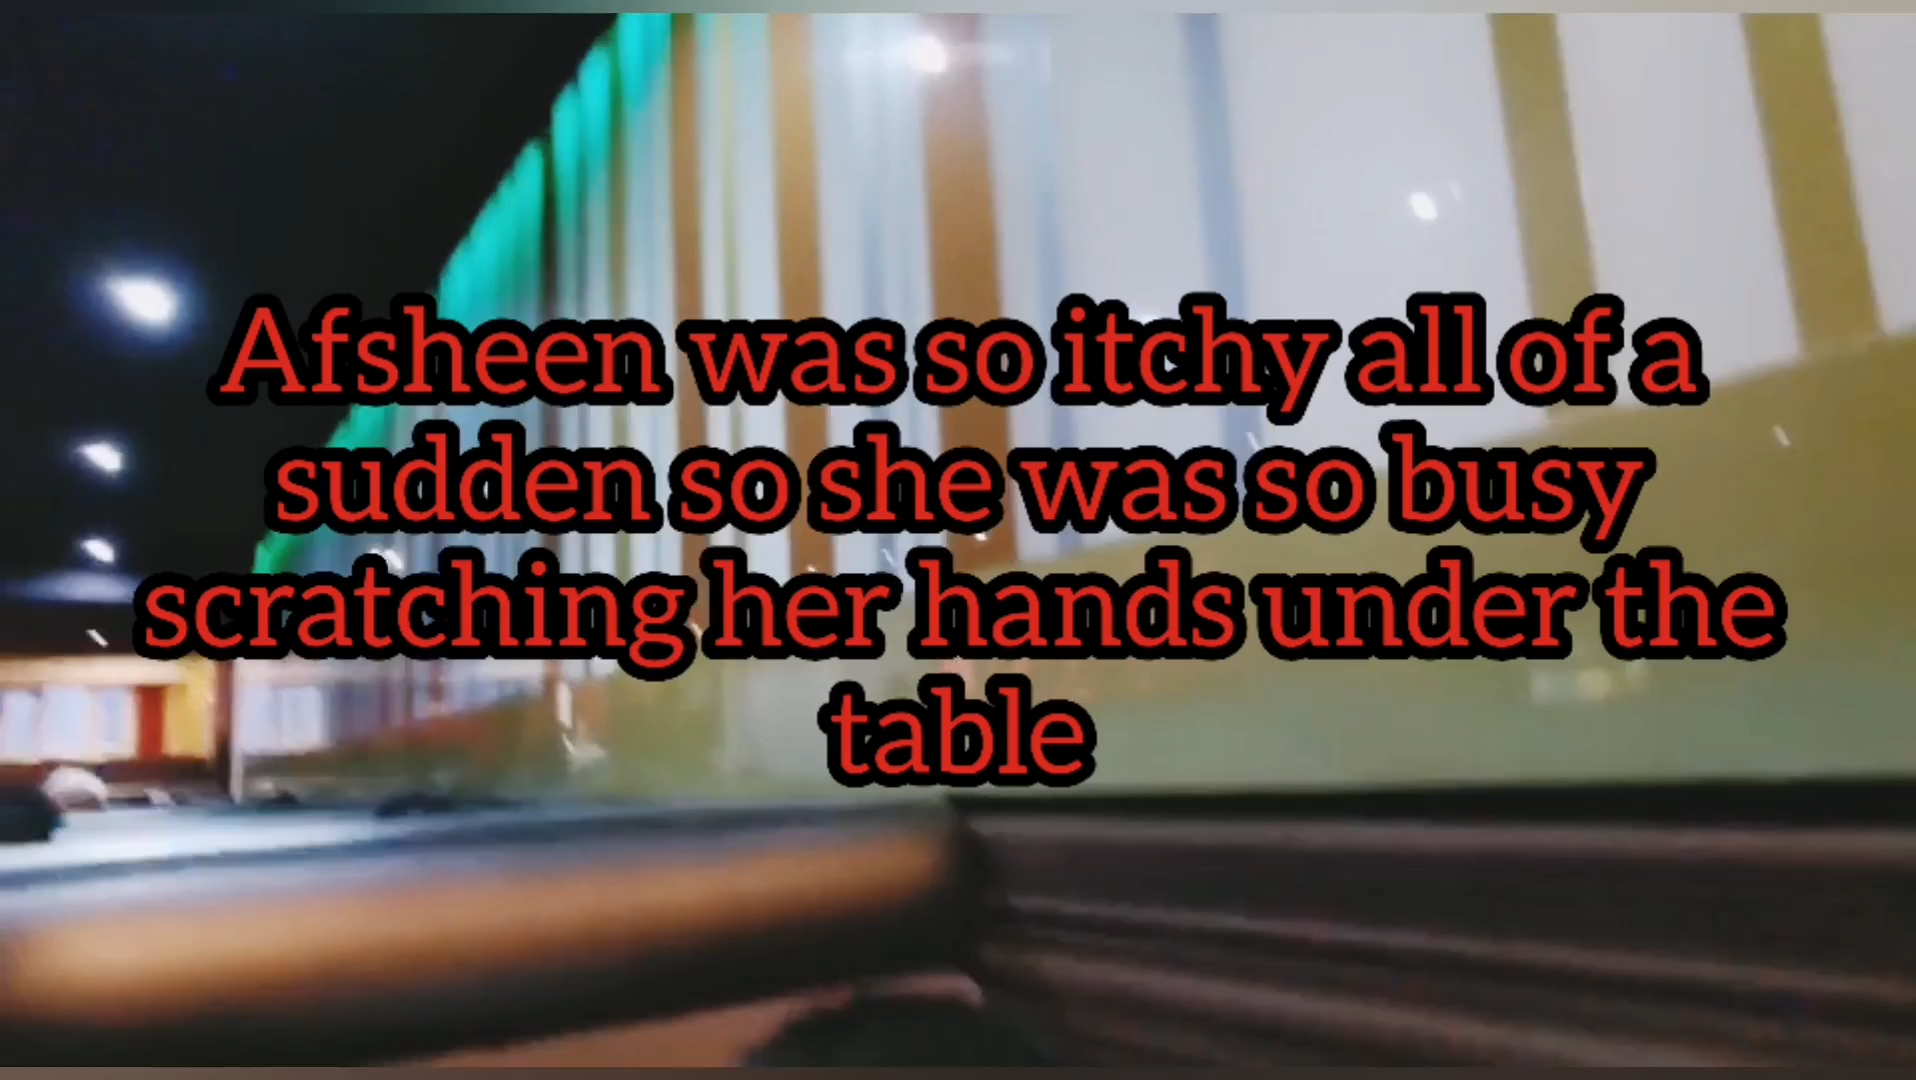 Afsheen was so itchy all of a
sudden so she was so busy
scratching her hands under the
table